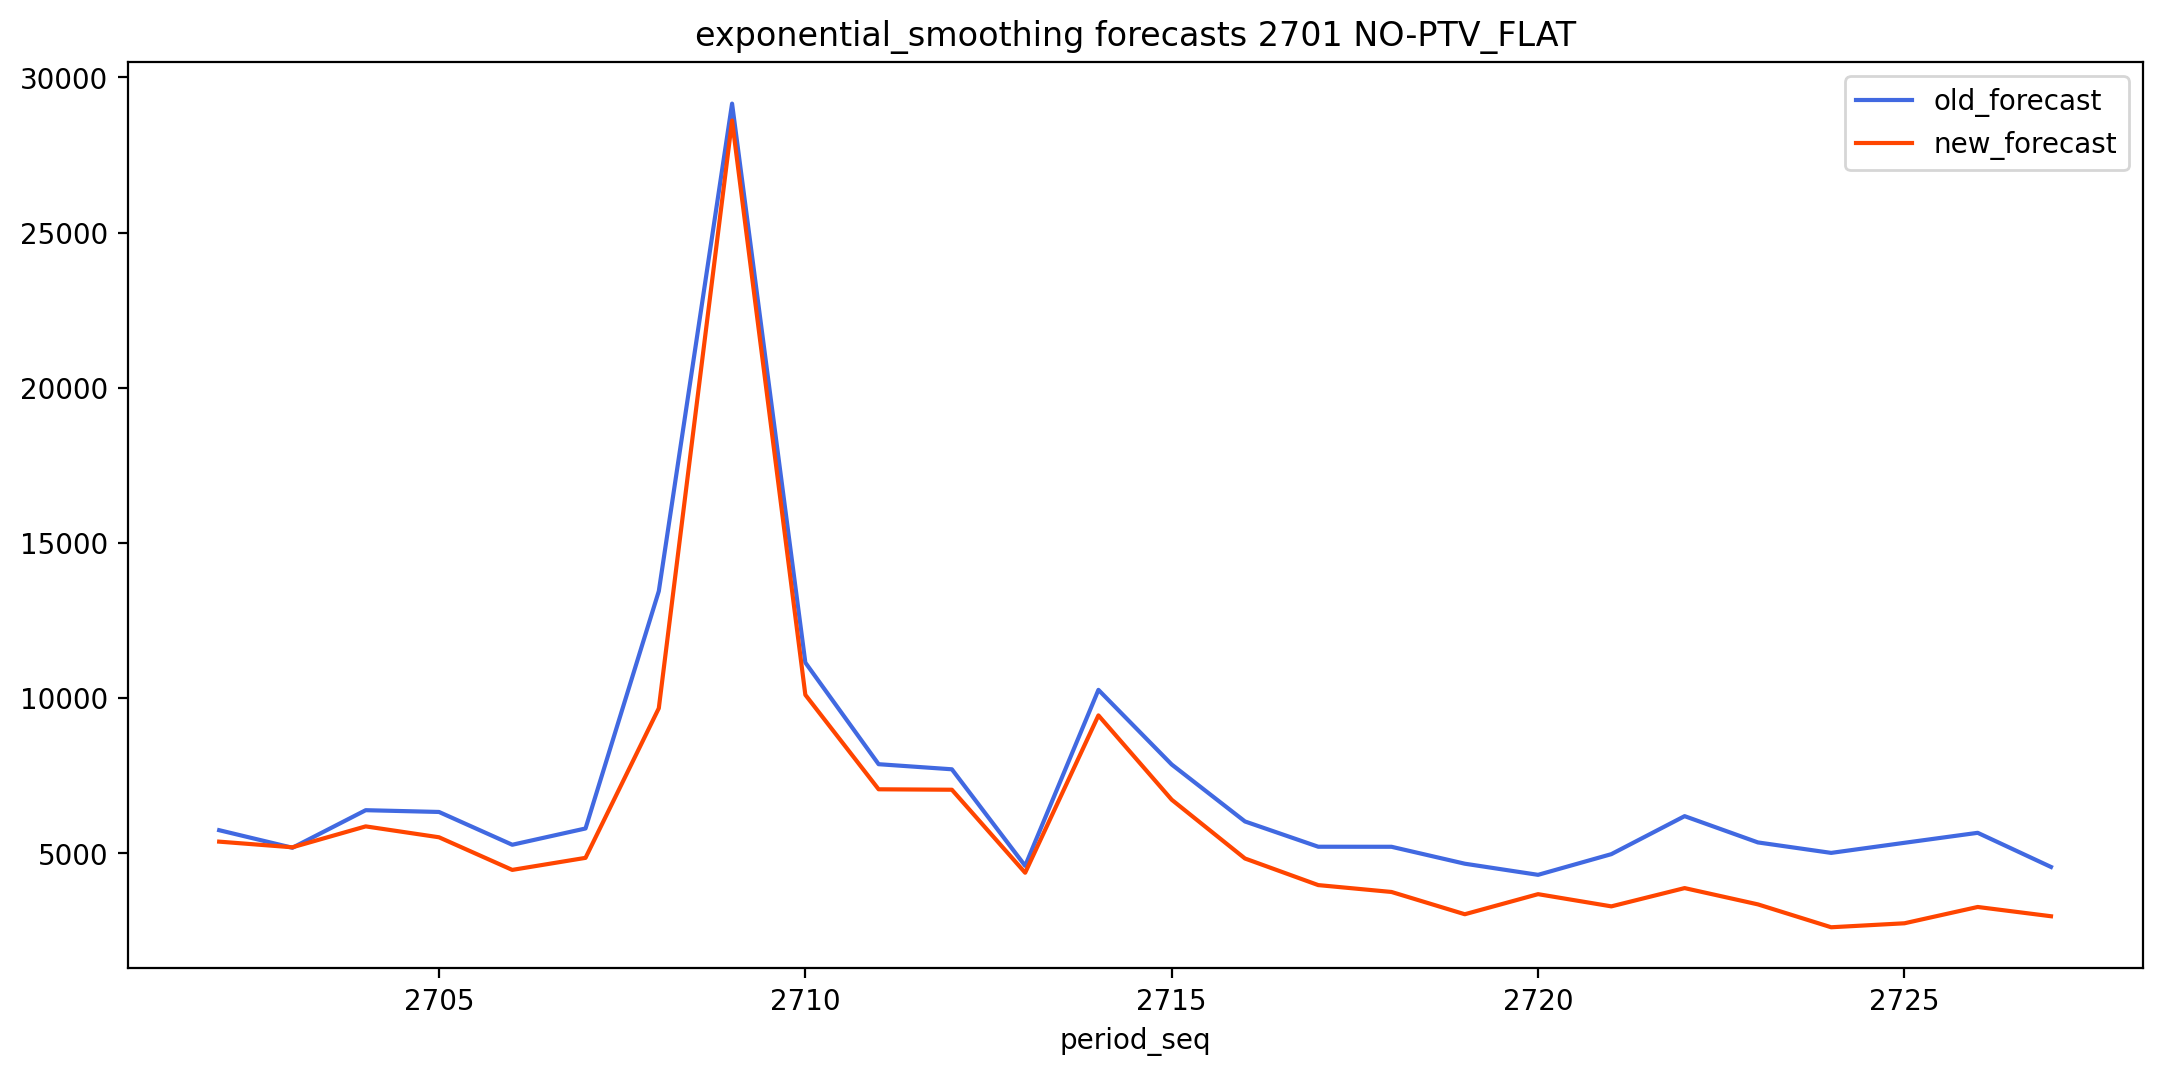 exponential_smoothing forecasts 2701 NO-PTV_FLAT
30000
25000
20000
15000
10000
5000
old_forecast
new_forecast
2705 2710 2715 2720 2725
period_seq